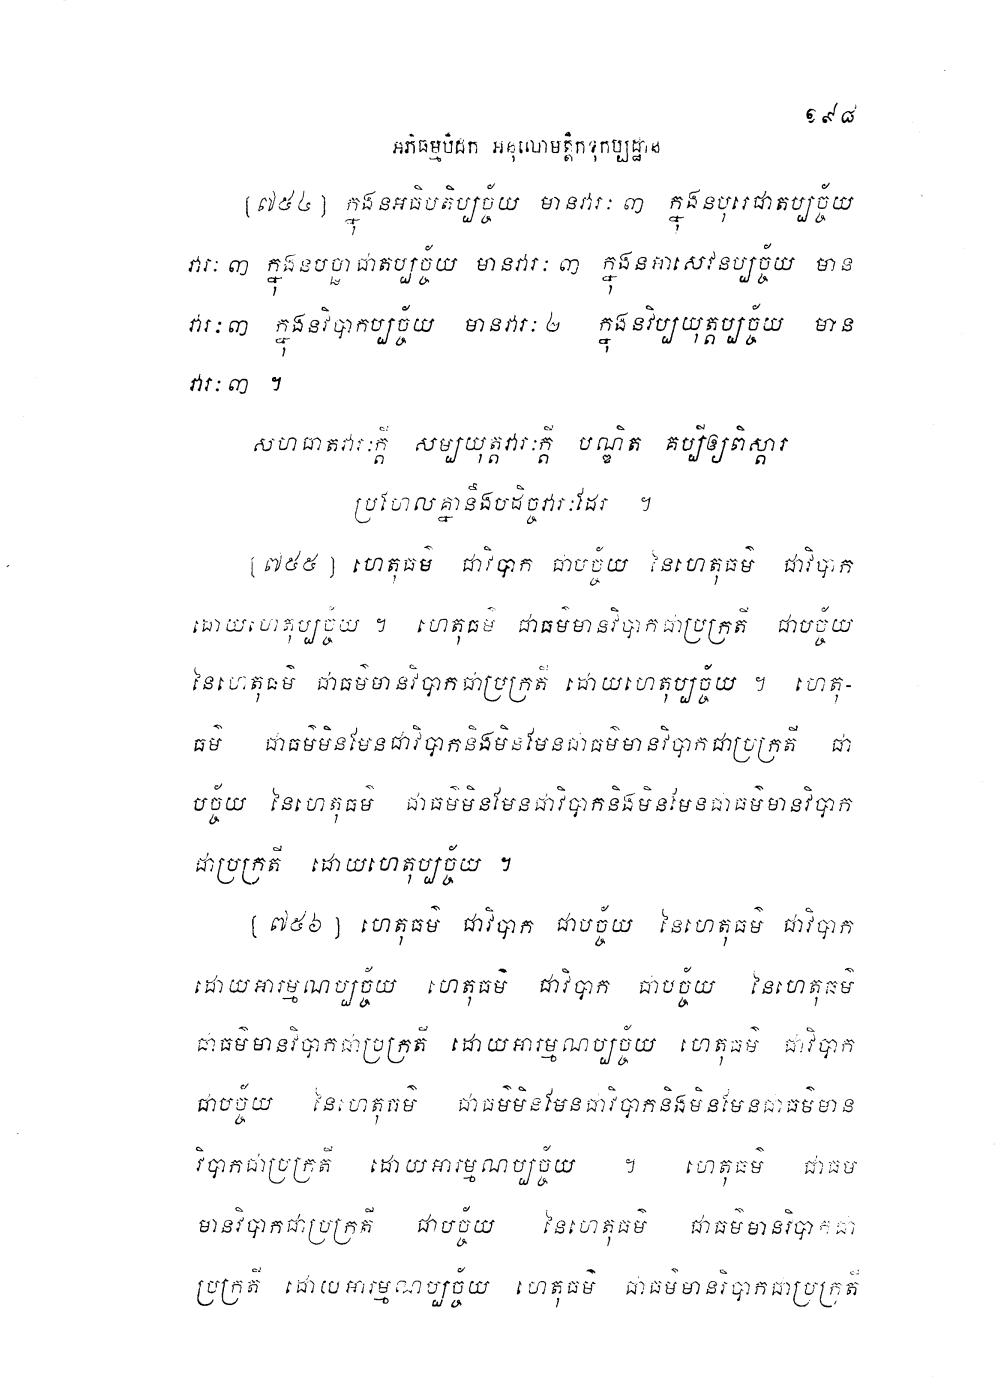 ១៩៨
អភិធម្មបិដក អនុលោមត្តិកទុកប្បដ្ឋាន
[៧៥៤] ក្នុងនអធិបតិប្បច្ច័យ មានវារៈ ៣ ក្នុងនបុរេជាតប្បច្ច័យ
វារៈ ៣ ក្នុងនបច្ឆាជាតប្បច្ច័យ មានវារៈ ៣ ក្នុងនអាសេវនប្បច្ច័យ មាន
វារៈ ៣ ក្នុងនវិបាកប្បច្ច័យ មានវារៈ ២ ក្នុងនវិប្បយុត្តប្បច្ច័យ មាន
វារៈ ៣ ។
សហជាតវារៈក្តី សម្បយុត្តវារៈក្តី បណ្ឌិត គប្បីឲ្យពិស្តារ
ប្រហែលគ្នានឹងបដិច្ចវារៈដែរ ។
[៧៥៥] ហេតុធម៌ ជាវិបាក ជាបច្ច័យ នៃហេតុធម៌ ជាវិបាក
ដោយហេតុប្បច្ច័យ ។ ហេតុធម៌ ជាធម៌មានវិបាកជាប្រក្រតី ជាបច្ច័យ
នៃហេតុធម៌ ជាធម៌មានវិបាកជាប្រក្រតី ដោយហេតុប្បច្ច័យ ។ ហេតុ-
ធម៌ ជាធម៌មិនមែនជាវិបាកនិងមិនមែនជាធម៌មានវិបាកជាប្រក្រតី ជា
បច្ច័យ នៃហេតុធម៌ ជាធម៌មិនមែនជាវិបាកនិងមិនមែនជាធម៌មានវិបាក
ជាប្រក្រតី ដោយហេតុប្បច្ច័យ ។
[៧៥៦] ហេតុធម៌ ជាវិបាក ជាបច្ច័យ នៃហេតុធម៌ ជាវិបាក
ដោយអារម្មណប្បច្ច័យ ហេតុធម៌ ជាវិបាក ជាបច្ច័យ នៃហេតុធម៌
ជាធម៌មានវិបាកជាប្រក្រតី ដោយអារម្មណប្បច្ច័យ ហេតុធម៌ ជាវិបាក
ជាបច្ច័យ នៃហេតុធម៌ ជាធម៌មិនមែនជាវិបាកនិងមិនមែនជាធម៌មាន
វិបាកជាប្រក្រតី ដោយអារម្មណប្បច្ច័យ ។ ហេតុធម៌ ជាធម៌
មានវិបាកជាប្រក្រតី ជាបច្ច័យ នៃហេតុធម៌ ជាធម៌មានវិបាកជា
ប្រក្រតី ដោយអារម្មណប្បច្ច័យ ហេតុធម៌ ជាធម៌មានវិបាកជាប្រក្រតី